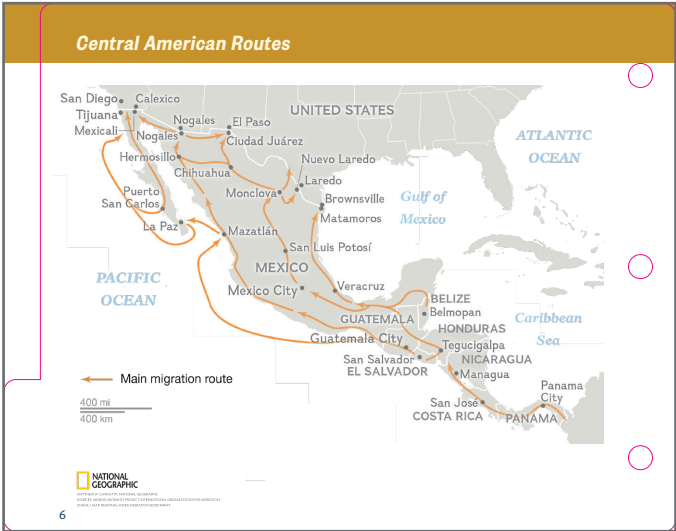 Central American Routes
San Diego
Calexico
Tijuana
Mexicali
Nogales
Nogales
El Paso
Ciudad Juárez
UNITED STATES
ATLANTIC
OCEAN
Hermosillo
Chihuahua
Nuevo Laredo
Laredo
Monclova
Brownsville
Matamoros
Gulf of
Mexico
Puerto
San Carlos
La Paz
Mazatlán
San Luis Potosí
PACIFIC
OCEAN
MEXICO
Mexico City
Veracruz
BELIZE
Belmopan
GUATEMALA
HONDURAS
Caribbean
Sea
Guatemala City
Tegucigalpa
San Salvador
NICARAGUA
EL SALVADOR
Managua
Main migration route
Panama
City
400 mi
400 km
San José
COSTA RICA
PANAMA
NATIONAL
GEOGRAPHIC
6